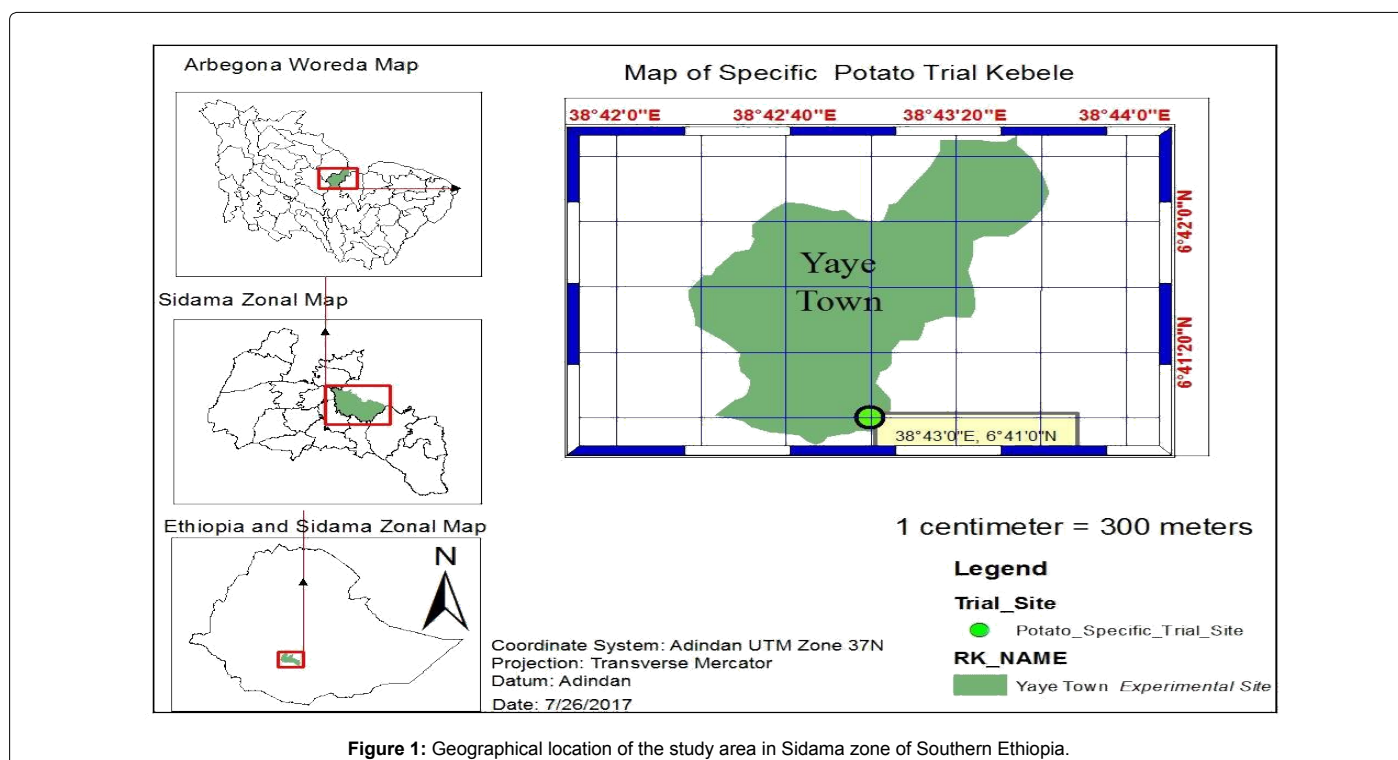 Arbegona Woreda Map
Sidama Zonal Map
Ethiopia and Sidama Zonal Map
N
Map of Specific Potato Trial Kebele
38°42'0"E 38°42'40"E 38°43'20"E 38°44'0"E
6°42'0"N
6°41'20"N
Yaye
Town
38°43'0"E, 6°41'0"N
1 centimeter = 300 meters
Legend
Trial_Site
Potato_Specific_Trial_Site
RK_NAME
Yaye Town Experimental Site
Coordinate System: Adindan UTM Zone 37N
Projection: Transverse Mercator
Datum: Adindan
Date: 7/26/2017
Figure 1: Geographical location of the study area in Sidama zone of Southern Ethiopia.